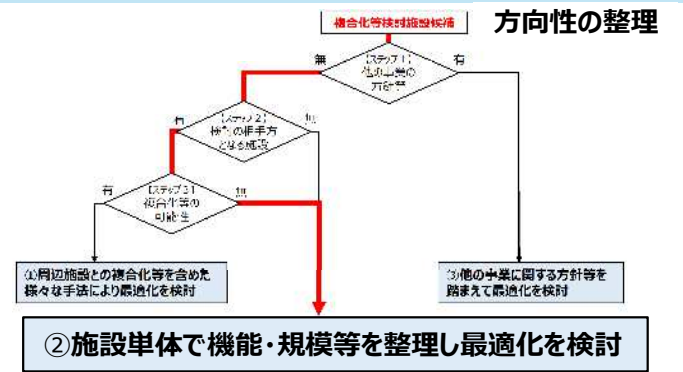 方向性の整理
複合化等検討施設候補
無
【ステップ1】
有
他の事業の
方針等
有
【ステップ2】
無
検討の相手方
となる施設
有
【ステップ3】
無
複合化等の
可能性
①周辺施設との複合化等を含めた
様々な手法により最適化を検討
③他の事業に関する方針等を
踏まえて最適化を検討
②施設単体で機能・規模等を整理し最適化を検討